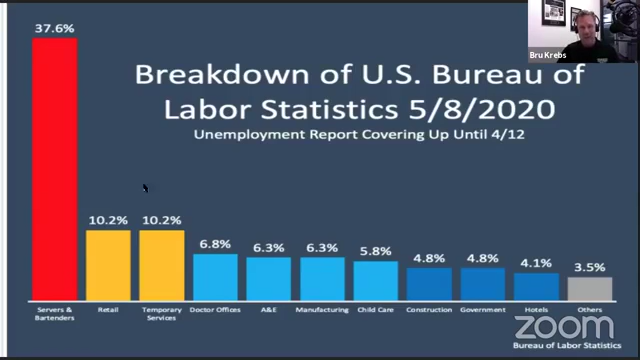 37.6%
Bru Krebs
Breakdown of U.S. Bureau of
Labor Statistics 5/8/2020
Unemployment Report Covering Up Until 4/12
10.2%
10.2%
6.8%
6.3%
6.3%
5.8%
4.8%
4.8%
4.1%
3.5%
Servers &
Bartenders
Retail
Temporary
Services
Doctor Offices
A&E
Manufacturing
Child Care
Construction
Government
Hotels
Others
zoom
Bureau of Labor Statistics